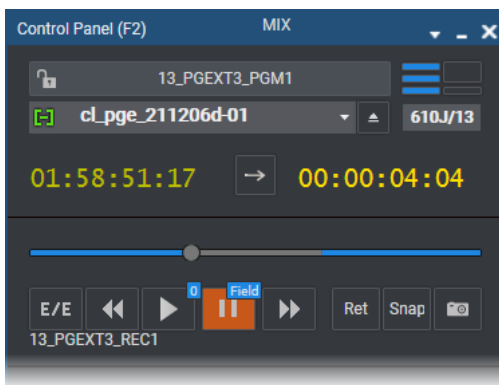 Control Panel (F2) MIX
13_PGEXT3_PGM1
cl_pge_211206d-01 610J/13
01:58:51:17 00:00:04:04
0 Field
E/E Ret Snap
13_PGEXT3_REC1